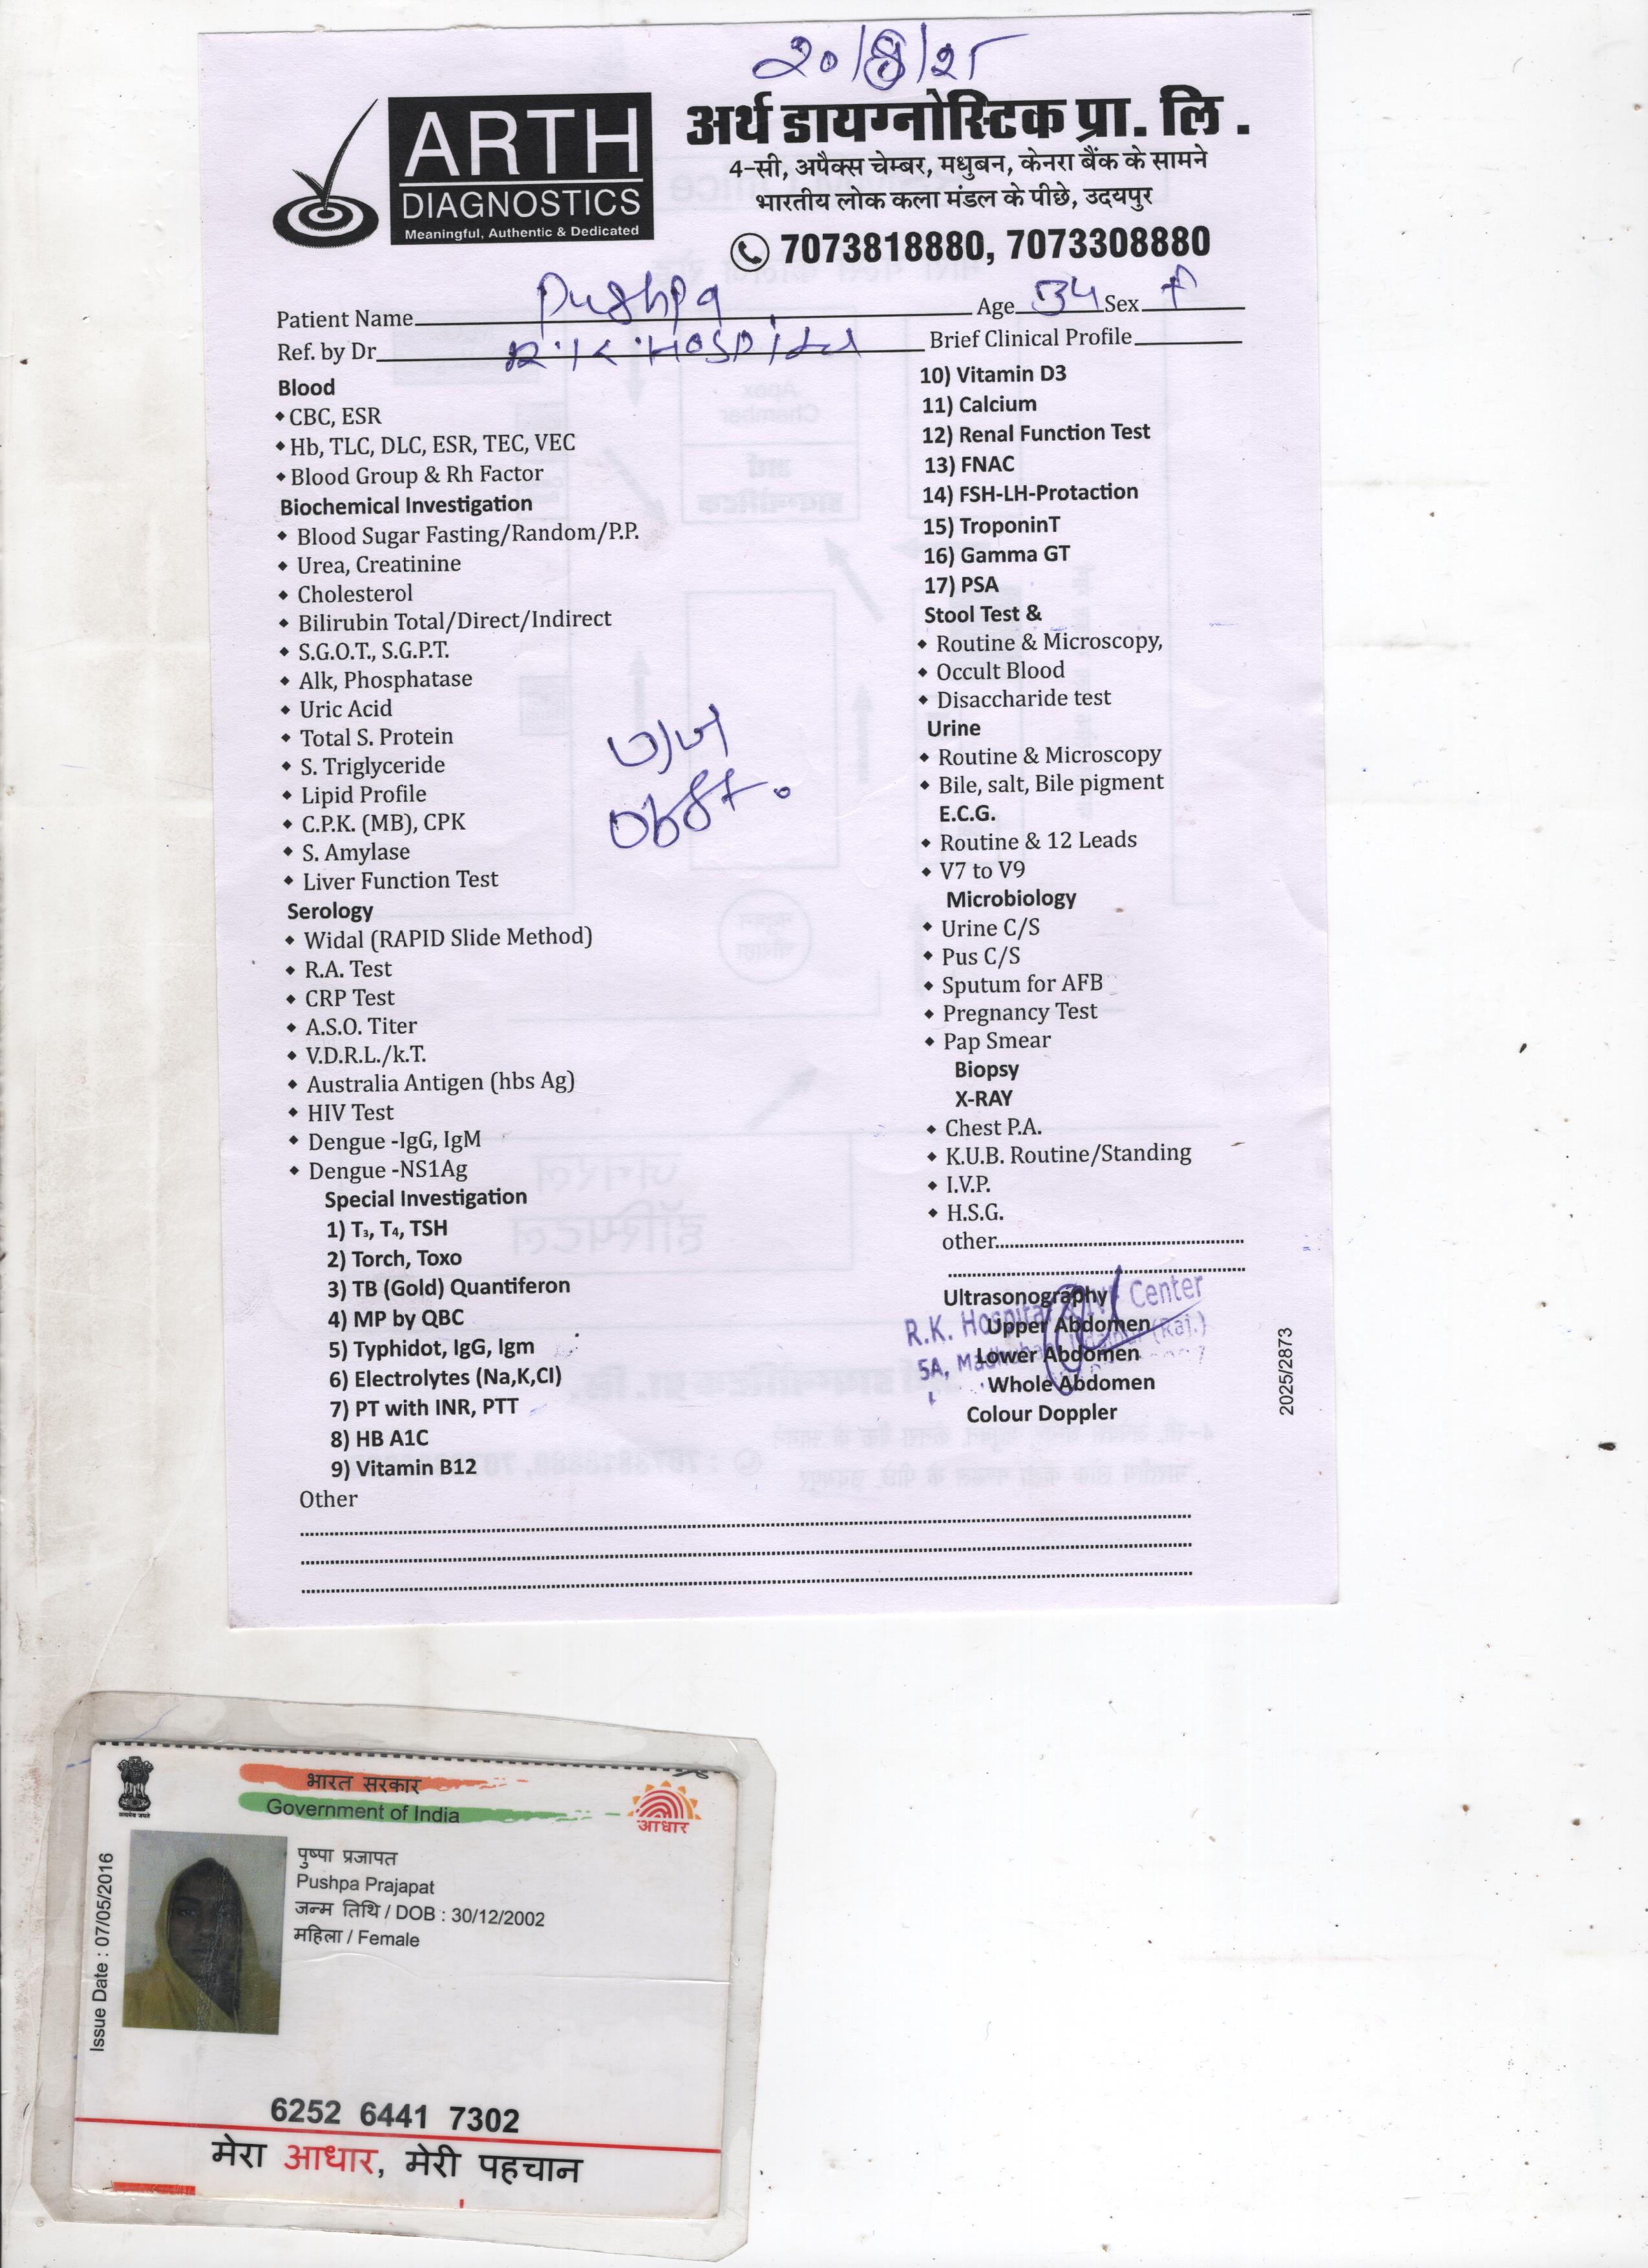 20/8/25
ARTH
DIAGNOSTICS
Meaningful, Authentic & Dedicated
अर्थ डायग्नोस्टिक प्रा. लि .
4-सी, अपैक्स चेम्बर, मधुबन, केनरा बैंक के सामने
भारतीय लोक कला मंडल के पीछे, उदयपुर
7073818880, 7073308880
Patient Name Pushpa Age 34 Sex F
Ref. by Dr R.K. Hospital Brief Clinical Profile
Blood
CBC, ESR
Hb, TLC, DLC, ESR, TEC, VEC
Blood Group & Rh Factor
Biochemical Investigation
Blood Sugar Fasting/Random/P.P.
Urea, Creatinine
Cholesterol
Bilirubin Total/Direct/Indirect
S.G.O.T., S.G.P.T.
Alk, Phosphatase
Uric Acid
Total S. Protein
S. Triglyceride
Lipid Profile
C.P.K. (MB), CPK
S. Amylase
Liver Function Test
Serology
Widal (RAPID Slide Method)
R.A. Test
CRP Test
A.S.O. Titer
V.D.R.L./k.T.
Australia Antigen (hbs Ag)
HIV Test
Dengue -IgG, IgM
Dengue -NS1Ag
Special Investigation
1) T₃, T₄, TSH
2) Torch, Toxo
3) TB (Gold) Quantiferon
4) MP by QBC
5) Typhidot, IgG, Igm
6) Electrolytes (Na,K,Cl)
7) PT with INR, PTT
8) HB A1C
9) Vitamin B12
Other
Obst.
10) Vitamin D3
11) Calcium
12) Renal Function Test
13) FNAC
14) FSH-LH-Protaction
15) TroponinT
16) Gamma GT
17) PSA
Stool Test &
Routine & Microscopy,
Occult Blood
Disaccharide test
Urine
Routine & Microscopy
Bile, salt, Bile pigment
E.C.G.
Routine & 12 Leads
V7 to V9
Microbiology
Urine C/S
Pus C/S
Sputum for AFB
Pregnancy Test
Pap Smear
Biopsy
X-RAY
Chest P.A.
K.U.B. Routine/Standing
I.V.P.
H.S.G.
other
Ultrasonography
Upper Abdomen
Lower Abdomen
Whole Abdomen
Colour Doppler
R.K. Hospital & IVF Center
5A, Madhuban, Udaipur (Raj.)
2025/2873
भारत सरकार
Government of India
आधार
पुष्पा प्रजापत
Pushpa Prajapat
जन्म तिथि / DOB : 30/12/2002
महिला / Female
Issue Date : 07/05/2016
6252 6441 7302
मेरा आधार, मेरी पहचान